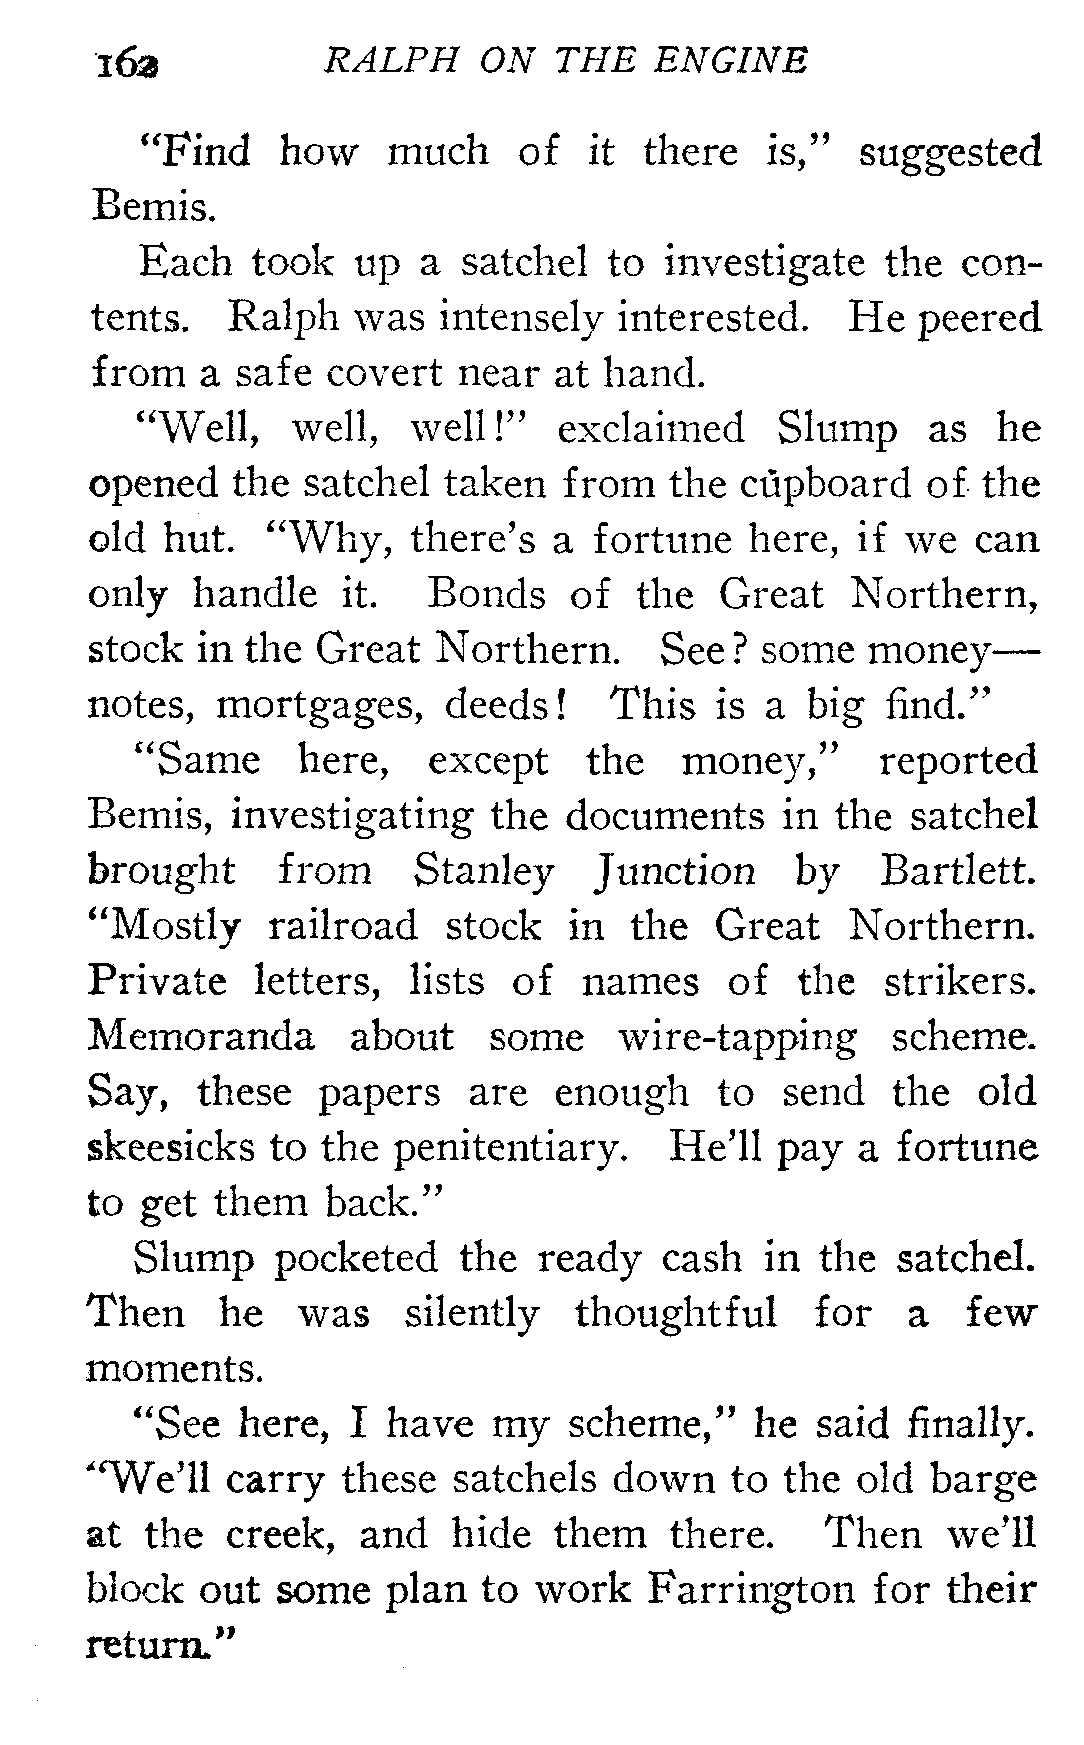 162 RALPH ON THE ENGINE
“Find how much of it there is,” suggested
Bemis.
Each took up a satchel to investigate the con-
tents. Ralph was intensely interested. He peered
from a safe covert near at hand.
“Well, well, well!” exclaimed Slump as he
opened the satchel taken from the cupboard of the
old hut. “Why, there’s a fortune here, if we can
only handle it. Bonds of the Great Northern,
stock in the Great Northern. See? some money—
notes, mortgages, deeds! This is a big find.”
“Same here, except the money,” reported
Bemis, investigating the documents in the satchel
brought from Stanley Junction by Bartlett.
“Mostly railroad stock in the Great Northern.
Private letters, lists of names of the strikers.
Memoranda about some wire-tapping scheme.
Say, these papers are enough to send the old
skeesicks to the penitentiary. He’ll pay a fortune
to get them back.”
Slump pocketed the ready cash in the satchel.
Then he was silently thoughtful for a few
moments.
“See here, I have my scheme,” he said finally.
“We’ll carry these satchels down to the old barge
at the creek, and hide them there. Then we’ll
block out some plan to work Farrington for their
return.”